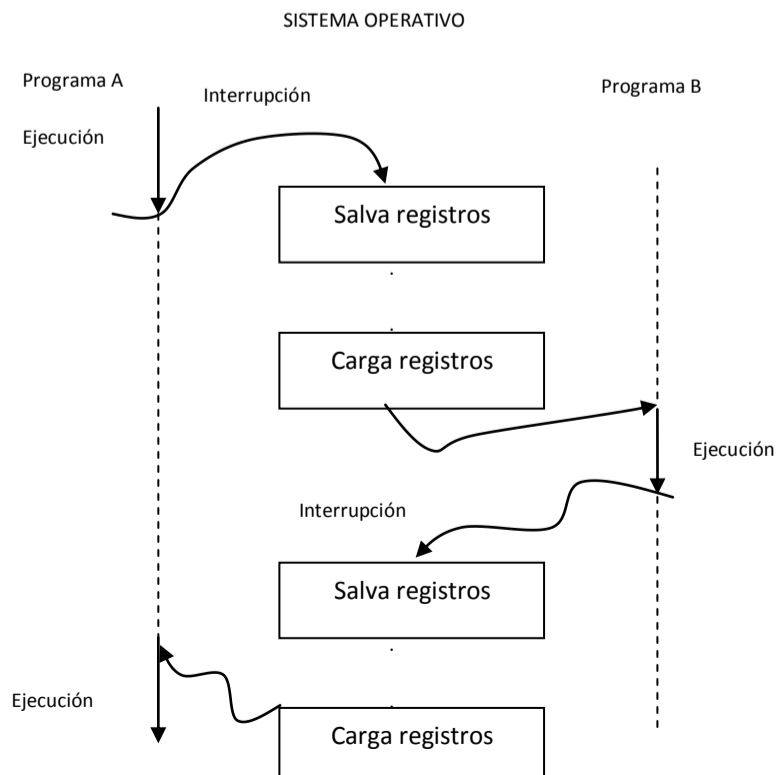 SISTEMA OPERATIVO
Programa A
Interrupción
Programa B
Ejecución
Salva registros
Carga registros
Ejecución
Interrupción
Salva registros
Ejecución
Carga registros